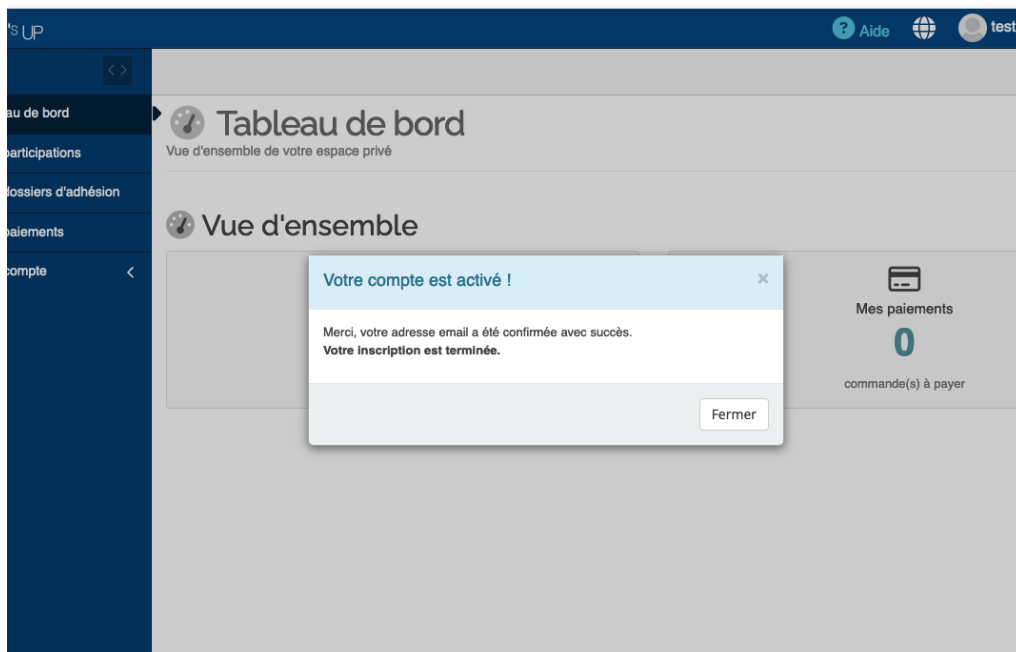 'S UP
? Aide
test
< >
au de bord
participations
dossiers d'adhésion
paiements
compte
Tableau de bord
Vue d'ensemble de votre espace privé
Vue d'ensemble
Votre compte est activé !
×
Merci, votre adresse email a été confirmée avec succès.
Votre inscription est terminée.
Fermer
Mes paiements
0
commande(s) à payer